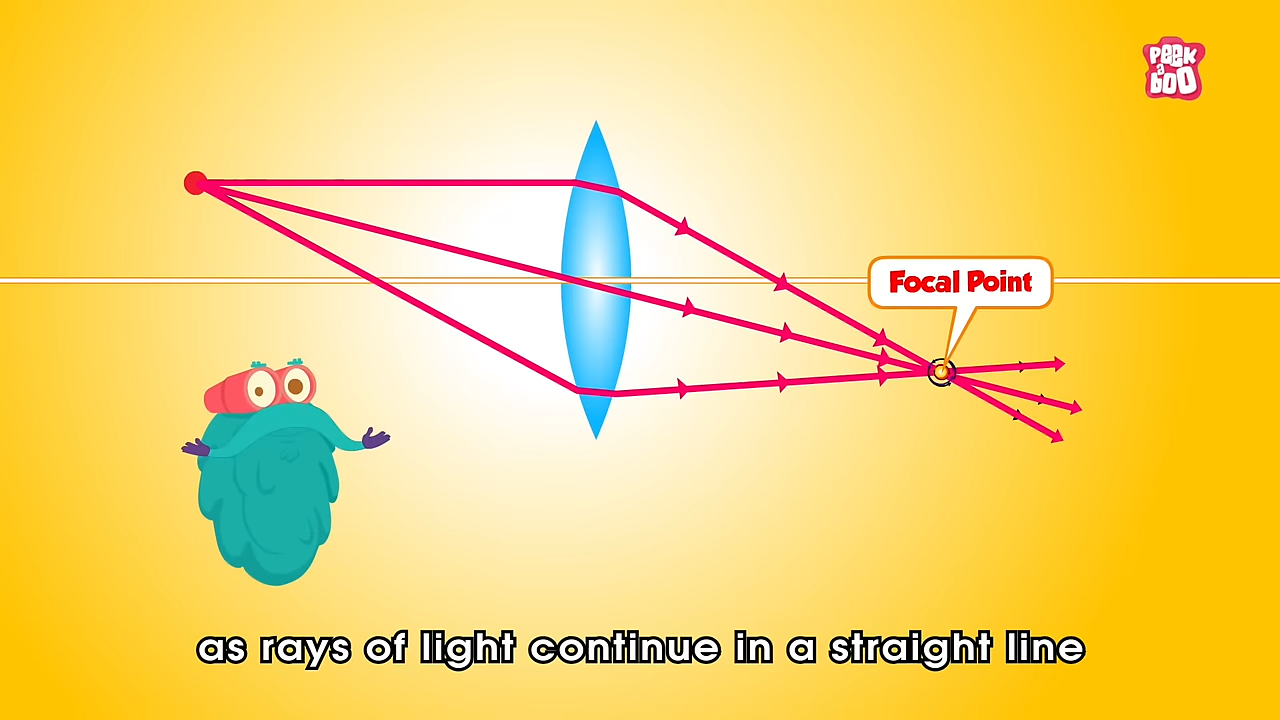 Peek
a
boo
Focal Point
as rays of light continue in a straight line